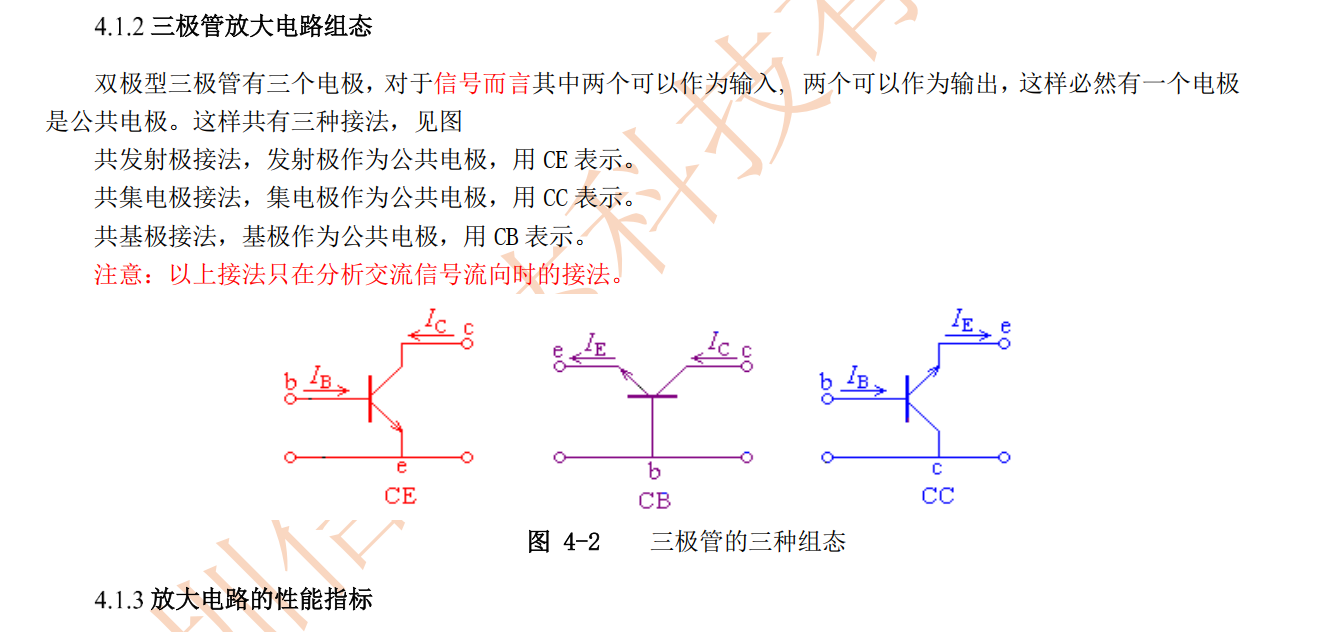 4.1.2 三极管放大电路组态
双极型三极管有三个电极，对于信号而言其中两个可以作为输入，两个可以作为输出，这样必然有一个电极
是公共电极。这样共有三种接法，见图
共发射极接法，发射极作为公共电极，用 CE 表示。
共集电极接法，集电极作为公共电极，用 CC 表示。
共基极接法，基极作为公共电极，用 CB 表示。
注意：以上接法只在分析交流信号流向时的接法。
I_C c
b I_B
e
CE
e I_E I_C c
b
CB
I_E e
b I_B
c
CC
图 4-2 三极管的三种组态
4.1.3 放大电路的性能指标
科技有
圳信